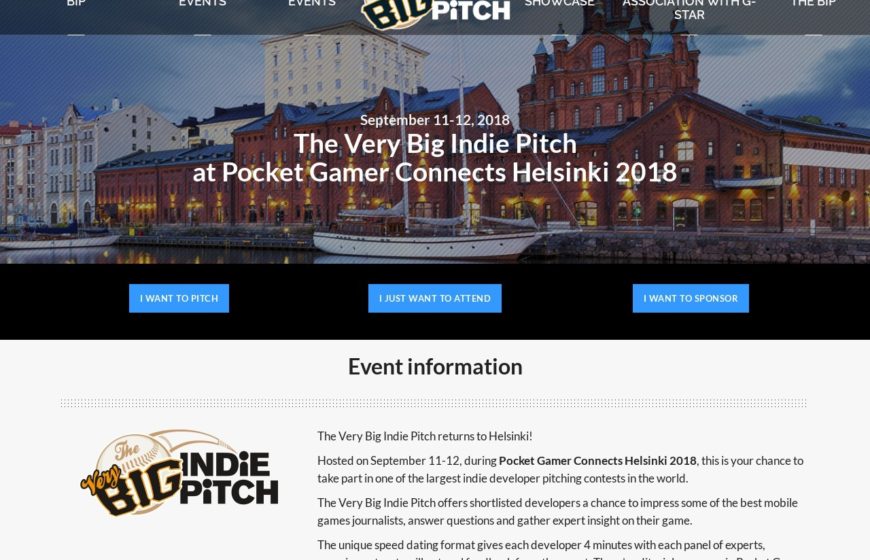 BIP
EVENTS
EVENTS
BIG
PiTCH
SHOWCASE
ASSOCIATION WITH G-
STAR
THE BIP
September 11-12, 2018
The Very Big Indie Pitch
at Pocket Gamer Connects Helsinki 2018
I WANT TO PITCH
I JUST WANT TO ATTEND
I WANT TO SPONSOR
Event information
The
Very
BIG
INDiE
PiTCH
The Very Big Indie Pitch returns to Helsinki!
Hosted on September 11-12, during Pocket Gamer Connects Helsinki 2018, this is your chance to
take part in one of the largest indie developer pitching contests in the world.
The Very Big Indie Pitch offers shortlisted developers a chance to impress some of the best mobile
games journalists, answer questions and gather expert insight on their game.
The unique speed dating format gives each developer 4 minutes with each panel of experts,